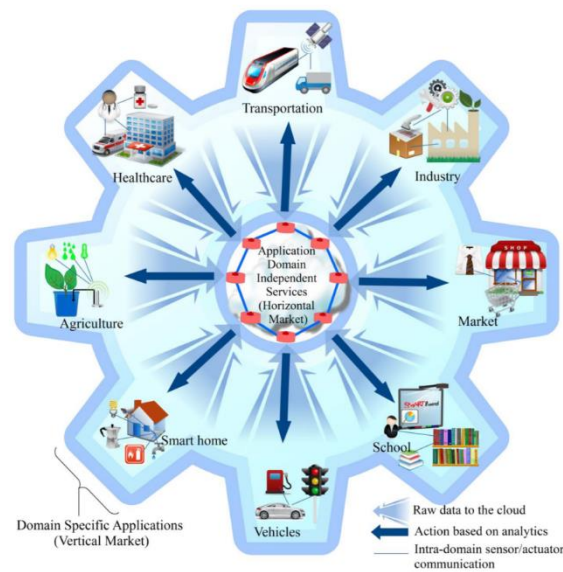 Transportation
Healthcare
Industry
Application
Domain
Independent
Services
(Horizontal
Market)
SHOP
Agriculture
Market
Smart home
School
Vehicles
Domain Specific Applications
(Vertical Market)
Raw data to the cloud
Action based on analytics
Intra-domain sensor/actuator
communication